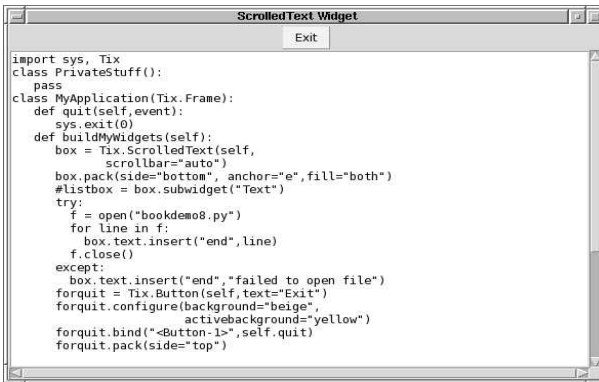 ScrolledText Widget
Exit
import sys, Tix
class PrivateStuff():
   pass
class MyApplication(Tix.Frame):
   def quit(self,event):
      sys.exit(0)
   def buildMyWidgets(self):
      box = Tix.ScrolledText(self,
             scrollbar="auto")
      box.pack(side="bottom", anchor="e",fill="both")
      #listbox = box.subwidget("Text")
      try:
        f = open("bookdemo8.py")
        for line in f:
          box.text.insert("end",line)
        f.close()
      except:
        box.text.insert("end","failed to open file")
      forquit = Tix.Button(self,text="Exit")
      forquit.configure(background="beige",
                        activebackground="yellow")
      forquit.bind("<Button-1>",self.quit)
      forquit.pack(side="top")